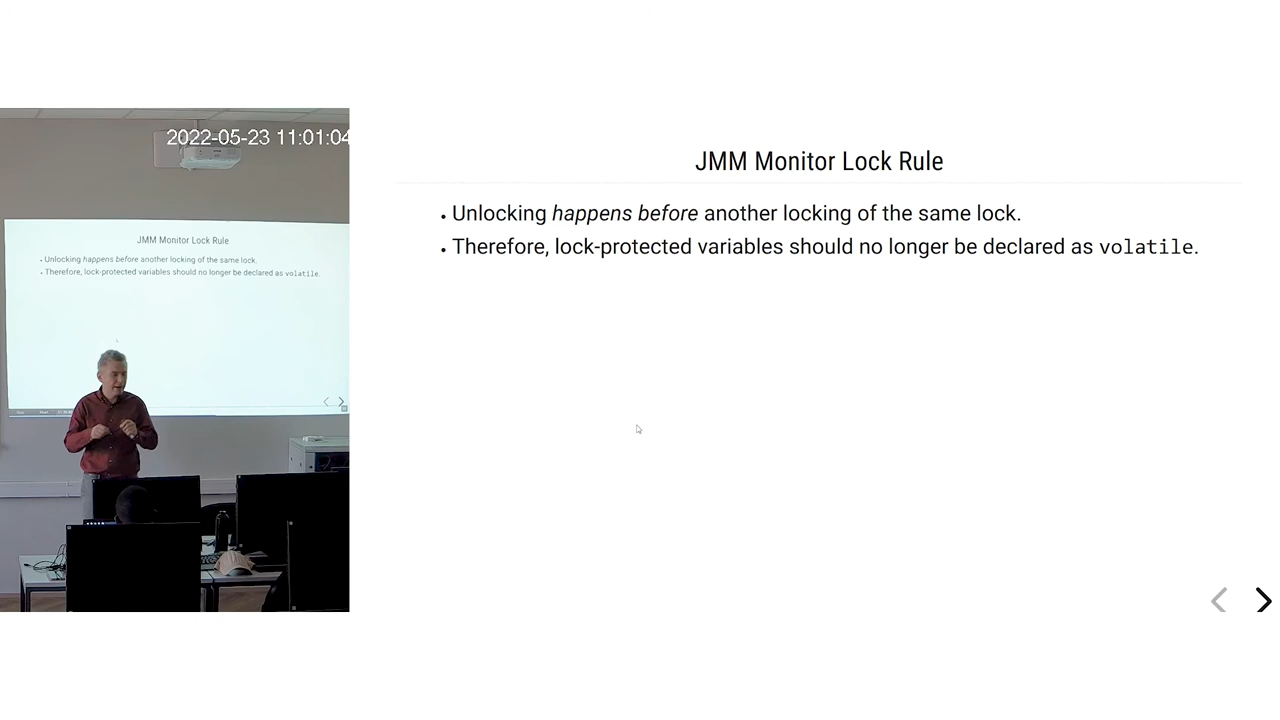 2022-05-23 11:01:04
JMM Monitor Lock Rule
• Unlocking happens before another locking of the same lock.
• Therefore, lock-protected variables should no longer be declared as volatile.
JMM Monitor Lock Rule
• Unlocking happens before another locking of the same lock.
• Therefore, lock-protected variables should no longer be declared as volatile.